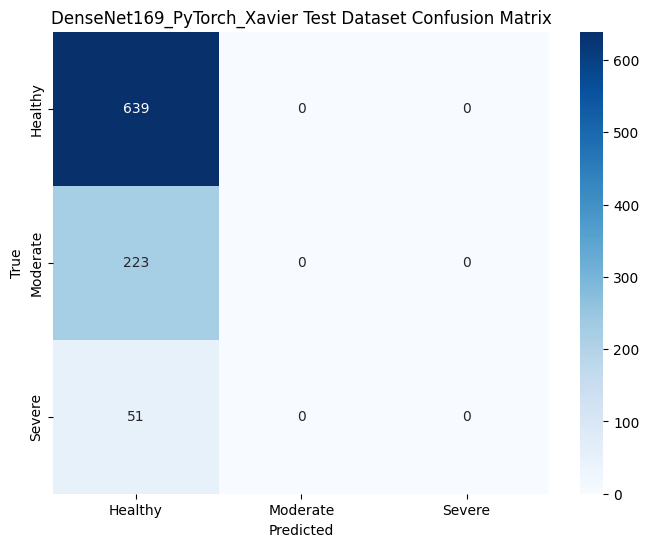 DenseNet169_PyTorch_Xavier Test Dataset Confusion Matrix
Healthy
639
0
0
600
500
400
True
Moderate
223
0
0
300
200
Severe
51
0
0
100
0
Healthy
Moderate
Severe
Predicted